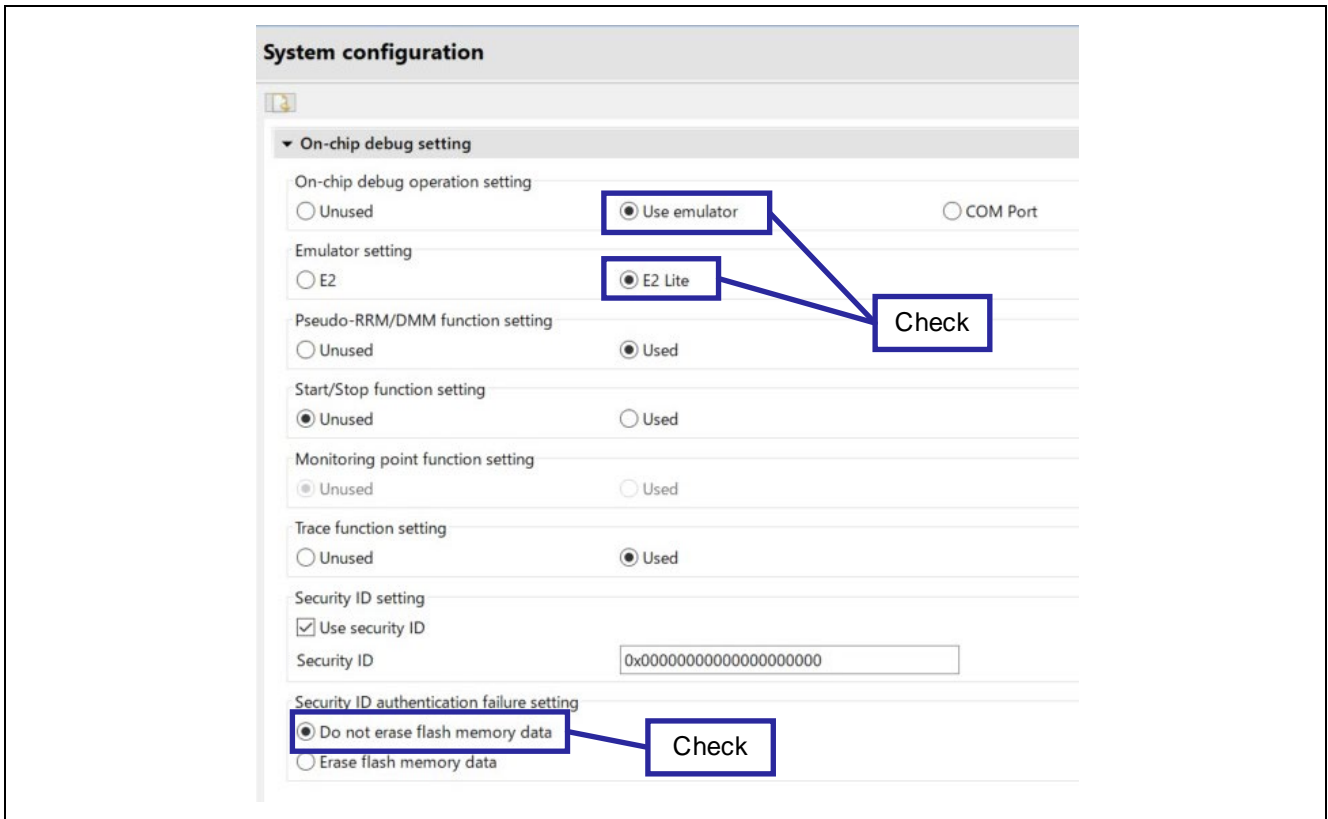 System configuration
On-chip debug setting
On-chip debug operation setting
Unused Use emulator COM Port
Emulator setting
E2 E2 Lite
Check
Pseudo-RRM/DMM function setting
Unused Used
Start/Stop function setting
Unused Used
Monitoring point function setting
Unused Used
Trace function setting
Unused Used
Security ID setting
Use security ID
Security ID 0x00000000000000000000
Security ID authentication failure setting
Do not erase flash memory data
Check
Erase flash memory data